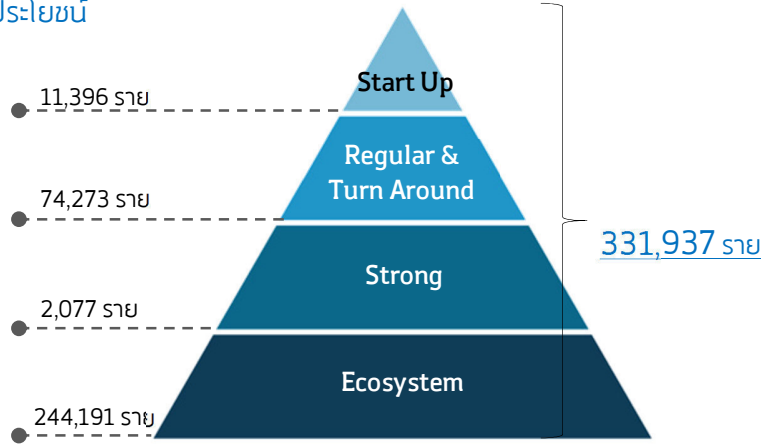 ประโยชน์
Start Up
11,396 ราย
Regular &
Turn Around
74,273 ราย
331,937 ราย
Strong
2,077 ราย
Ecosystem
244,191 ราย